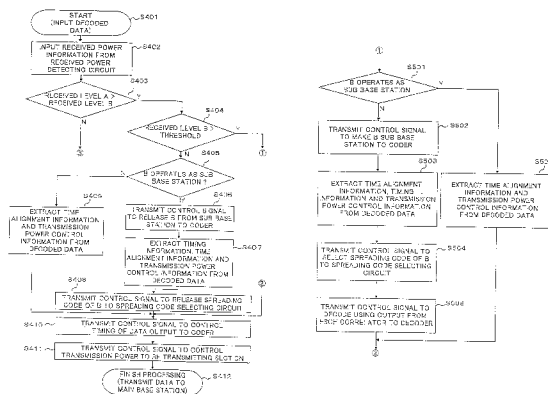 START
(INPUT DECODED
DATA)
S401
INPUT RECEIVED POWER
INFORMATION FROM
RECEIVED POWER
DETECTING CIRCUIT
S402
S403
RECEIVED LEVEL A >
RECEIVED LEVEL B
Y
N
S404
RECEIVED LEVEL B >
THRESHOLD
Y
N
①
S405
B OPERATES AS SUB BASE
STATION ?
Y
N
S406
TRANSMIT CONTROL SIGNAL
TO RELEASE B FROM SUB BASE
STATION TO CODER
EXTRACT TIME
ALIGNMENT INFORMATION
AND TRANSMISSION
POWER CONTROL
INFORMATION FROM
DECODED DATA
S407
EXTRACT TIMING
INFORMATION, TIME
ALIGNMENT INFORMATION AND
TRANSMISSION POWER
CONTROL INFORMATION FROM
DECODED DATA
S408
TRANSMIT CONTROL SIGNAL TO RELEASE SPREADING
CODE OF B TO SPREADING CODE SELECTING CIRCUIT
②
S410
TRANSMIT CONTROL SIGNAL TO CONTROL
TIMING OF DATA OUTPUT TO CODER
S411
TRANSMIT CONTROL SIGNAL TO CONTROL
TRANSMISSION POWER TO RF TRANSMITTING SECTION
FINISH PROCESSING
(TRANSMIT DATA TO
MAIN BASE STATION)
S412
①
S501
B OPERATES AS
SUB BASE STATION
Y
N
S502
TRANSMIT CONTROL SIGNAL
TO MAKE B SUB BASE
STATION TO CODER
S503
EXTRACT TIME ALIGNMENT
INFORMATION, TIMING
INFORMATION AND TRANSMISSION
POWER CONTROL INFORMATION
FROM DECODED DATA
EXTRACT TIME ALIGNMENT
INFORMATION AND
TRANSMISSION POWER
CONTROL INFORMATION
FROM DECODED DATA
S504
TRANSMIT CONTROL SIGNAL TO
SELECT SPREADING CODE OF B
TO SPREADING CODE SELECTING
CIRCUIT
TRANSMIT CONTROL SIGNAL TO
DECODE USING OUTPUT FROM
EACH CORRELATOR TO DECODER
②